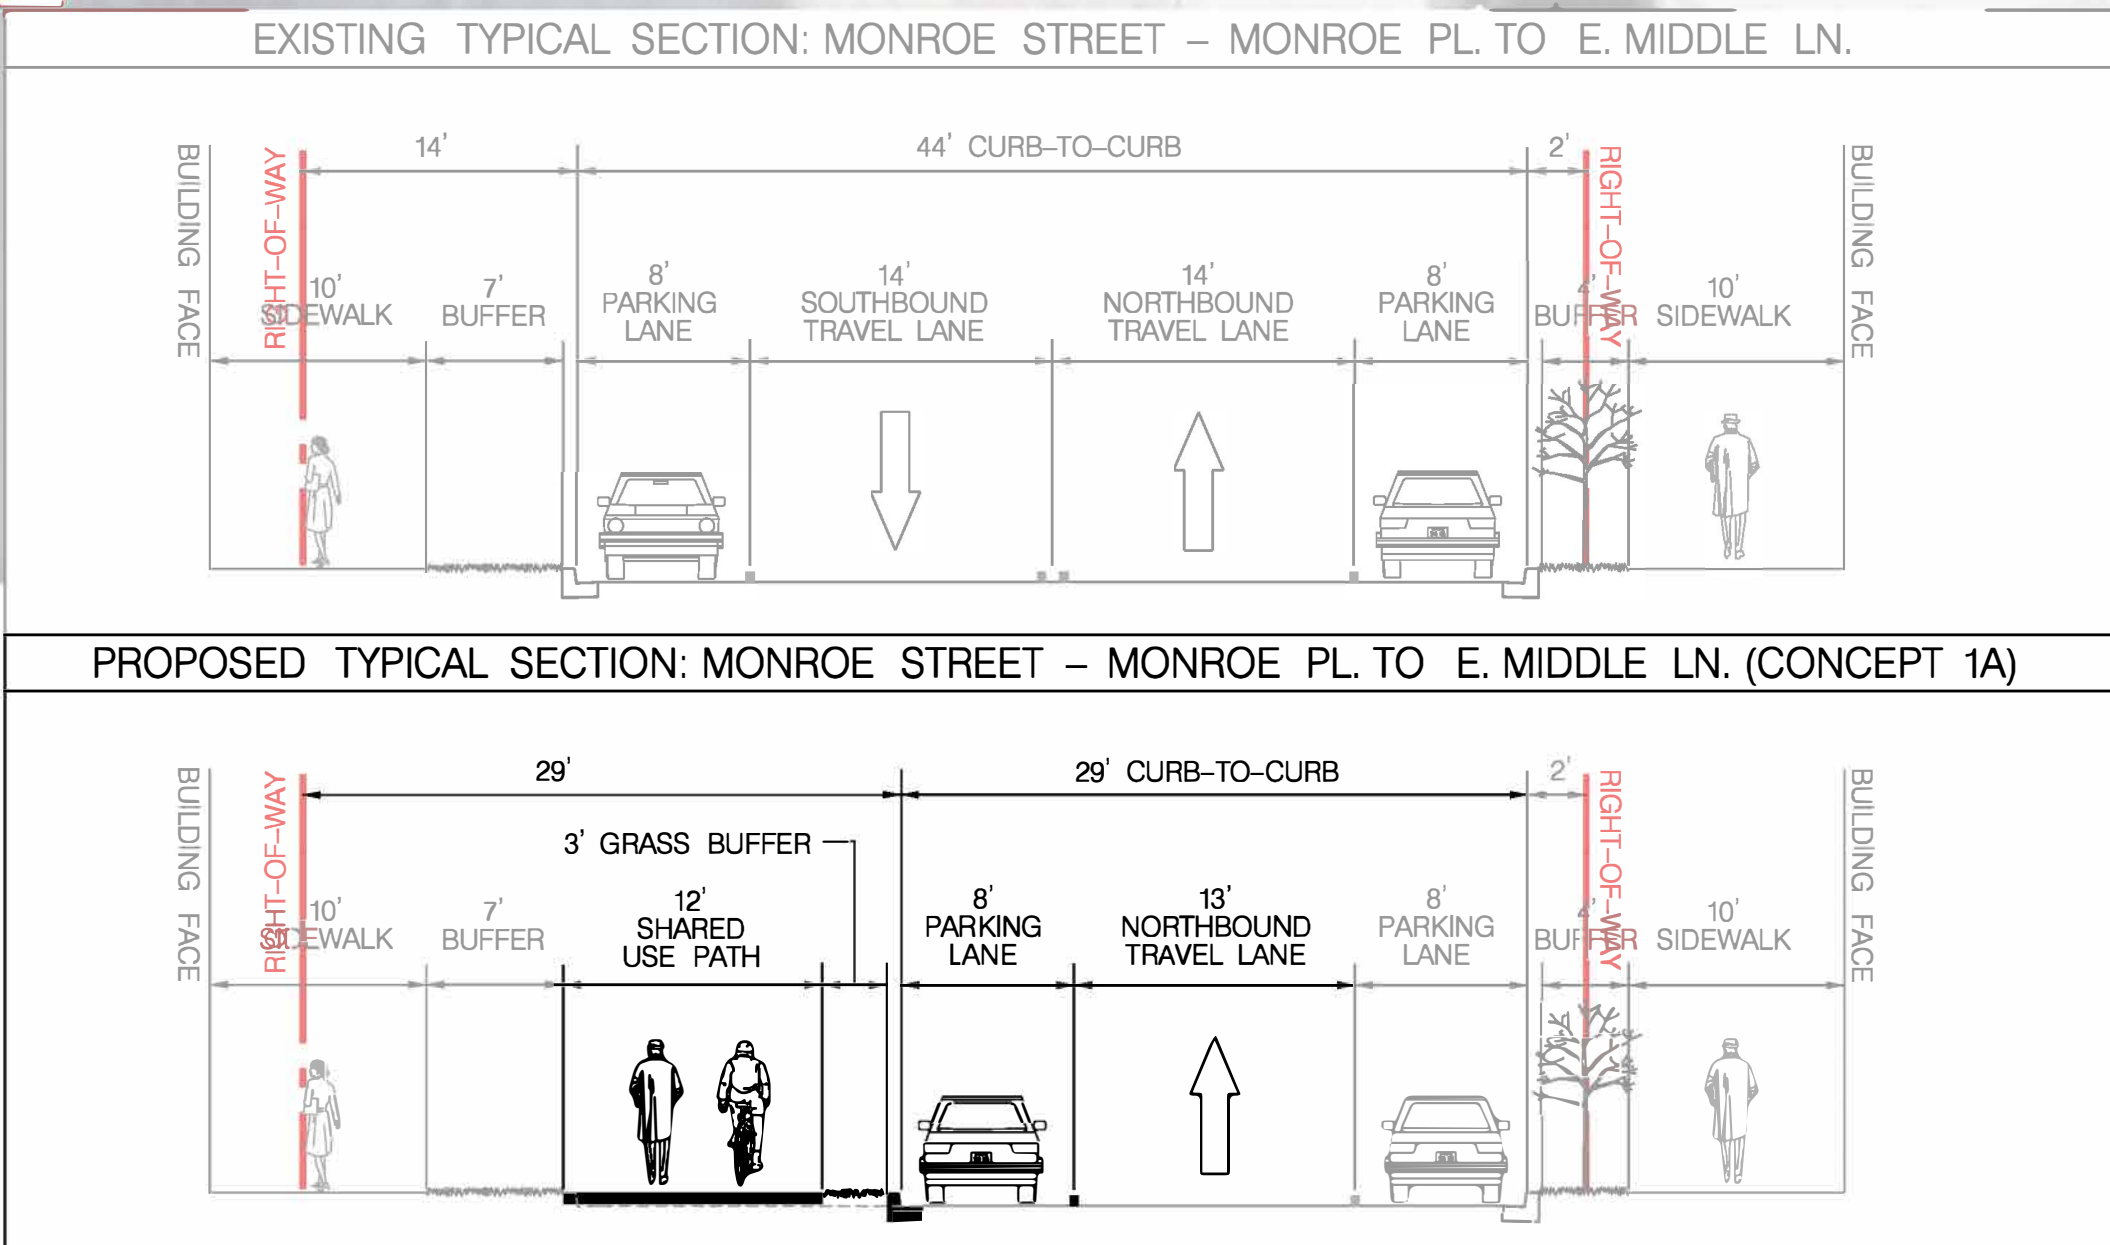 EXISTING TYPICAL SECTION: MONROE STREET – MONROE PL. TO E. MIDDLE LN.
BUILDING FACE
RIGHT–OF–WAY
14'
44' CURB–TO–CURB
2'
RIGHT–OF–WAY
BUILDING FACE
10'
SIDEWALK
7'
BUFFER
8'
PARKING
LANE
14'
SOUTHBOUND
TRAVEL LANE
14'
NORTHBOUND
TRAVEL LANE
8'
PARKING
LANE
4'
BUFFER
10'
SIDEWALK
PROPOSED TYPICAL SECTION: MONROE STREET – MONROE PL. TO E. MIDDLE LN. (CONCEPT 1A)
BUILDING FACE
RIGHT–OF–WAY
29'
29' CURB–TO–CURB
2'
RIGHT–OF–WAY
BUILDING FACE
3' GRASS BUFFER
10'
SIDEWALK
7'
BUFFER
12'
SHARED
USE PATH
8'
PARKING
LANE
13'
NORTHBOUND
TRAVEL LANE
8'
PARKING
LANE
4'
BUFFER
10'
SIDEWALK